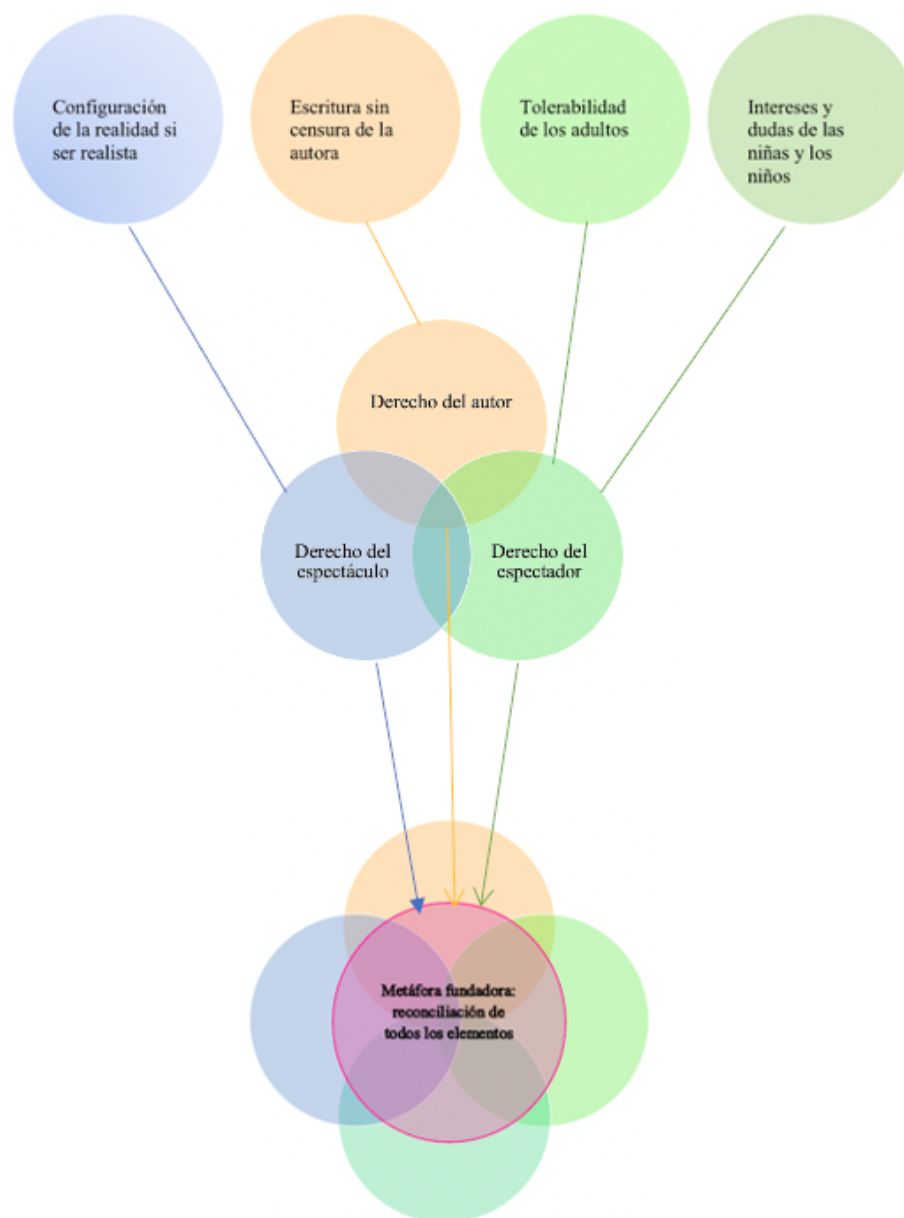 Configuración
de la realidad si
ser realista
Escritura sin
censura de la
autora
Tolerabilidad
de los adultos
Intereses y
dudas de las
niñas y los
niños
Derecho del autor
Derecho del
espectáculo
Derecho del
espectador
Metáfora fundadora:
reconciliación de
todos los elementos